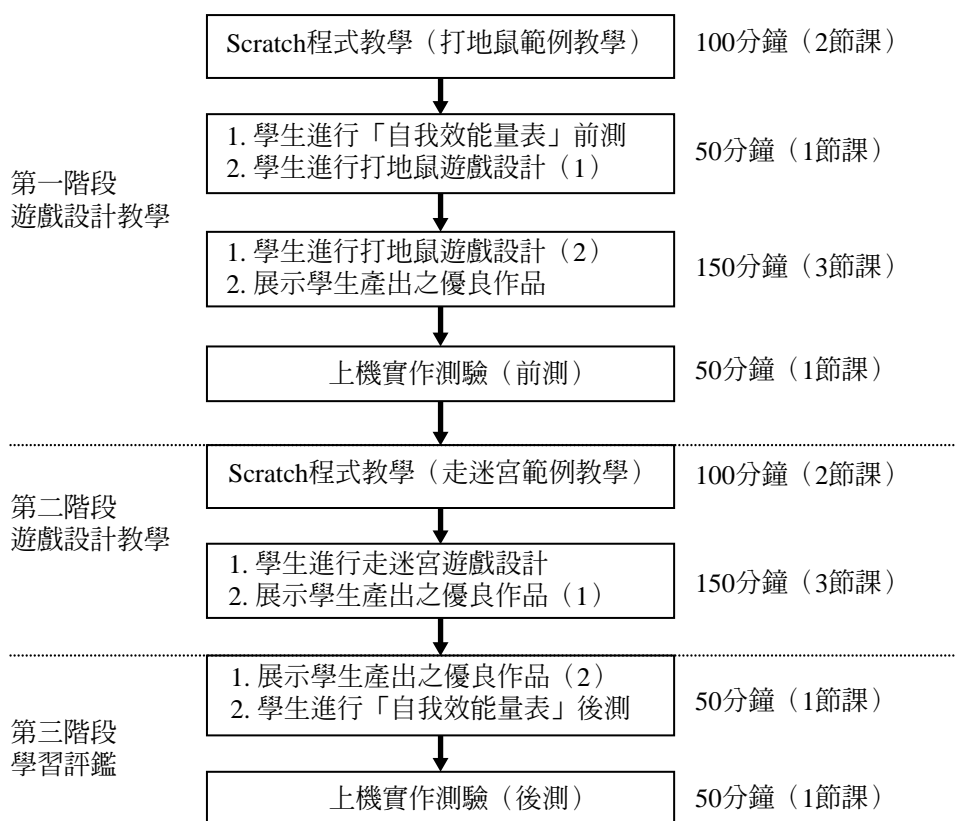 Scratch程式教學（打地鼠範例教學）
100分鐘（2節課）
1. 學生進行「自我效能量表」前測
2. 學生進行打地鼠遊戲設計（1）
50分鐘（1節課）
第一階段
遊戲設計教學
1. 學生進行打地鼠遊戲設計（2）
2. 展示學生產出之優良作品
150分鐘（3節課）
上機實作測驗（前測）
50分鐘（1節課）
Scratch程式教學（走迷宮範例教學）
100分鐘（2節課）
第二階段
遊戲設計教學
1. 學生進行走迷宮遊戲設計
2. 展示學生產出之優良作品（1）
150分鐘（3節課）
1. 展示學生產出之優良作品（2）
2. 學生進行「自我效能量表」後測
50分鐘（1節課）
第三階段
學習評鑑
上機實作測驗（後測）
50分鐘（1節課）